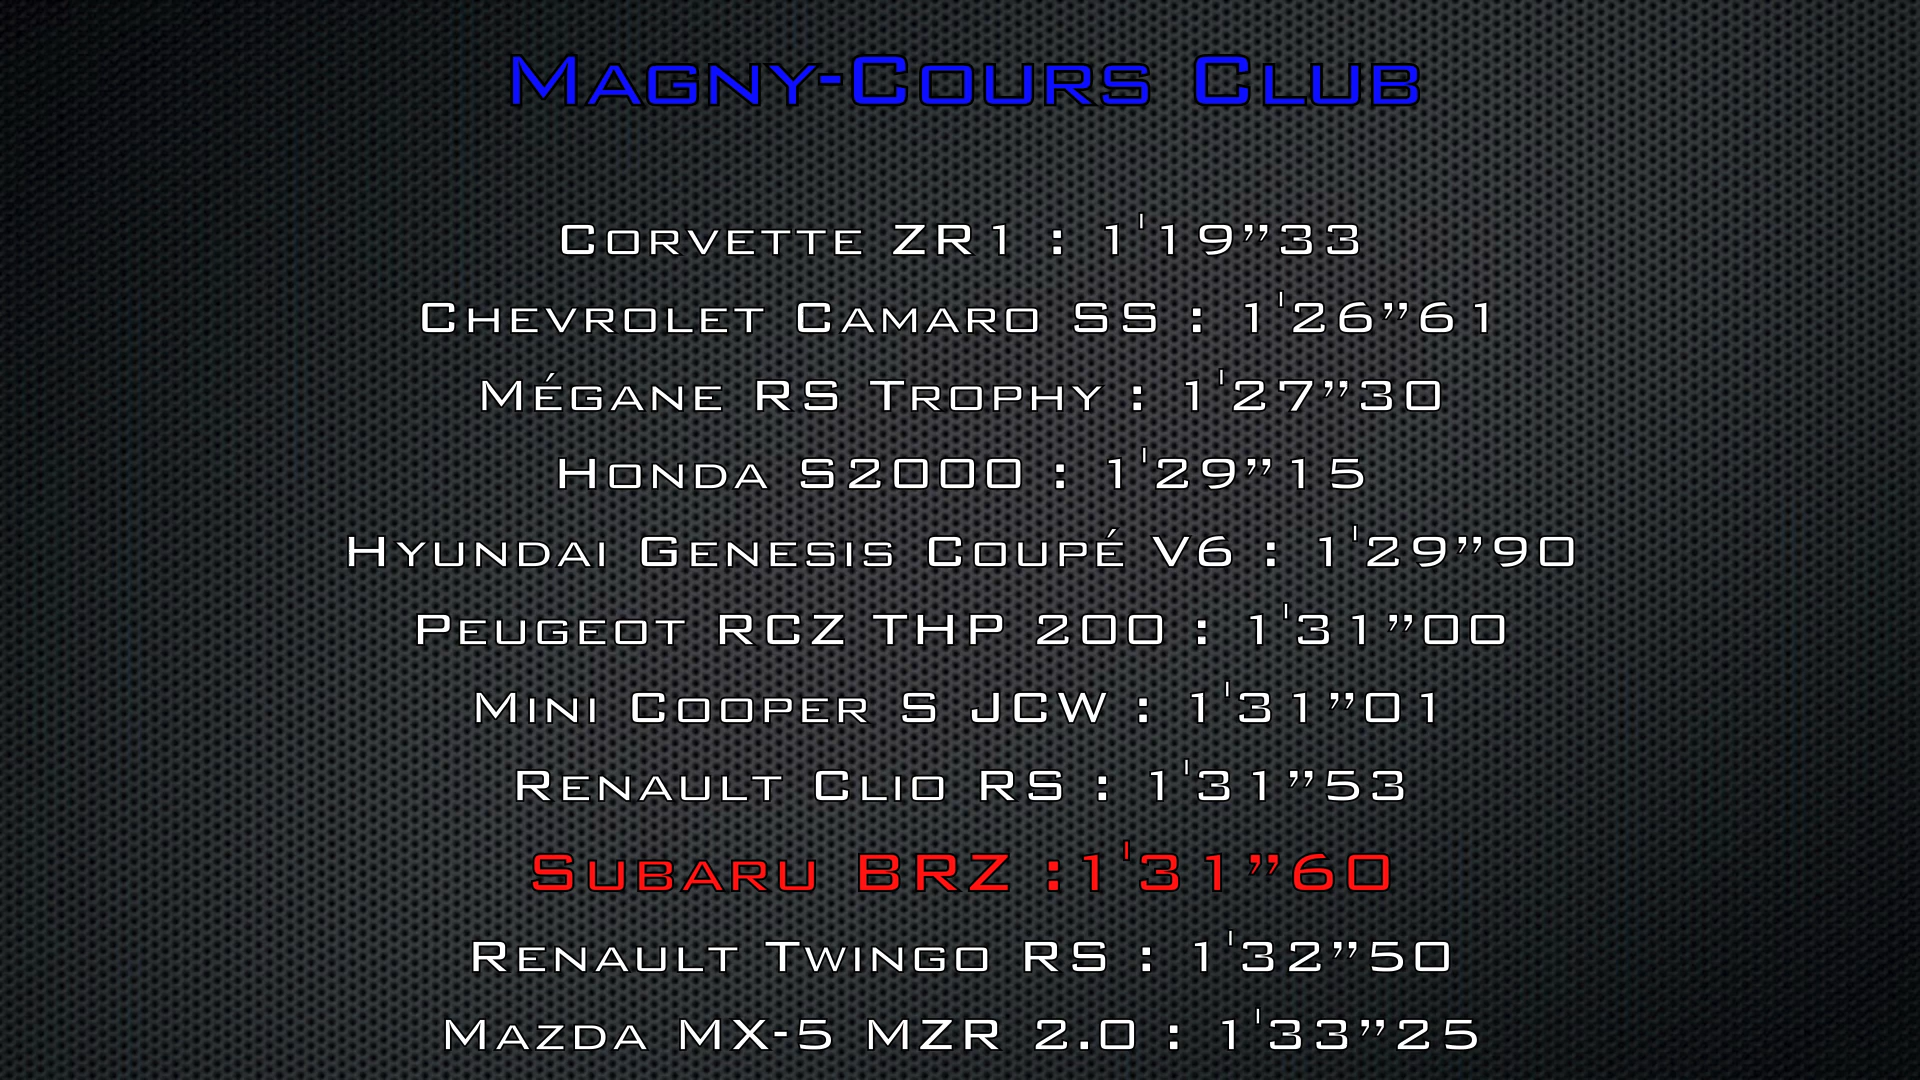 Magny-Cours Club
Corvette ZR1 : 1'19”33
Chevrolet Camaro SS : 1'26”61
Mégane RS Trophy : 1'27”30
Honda S2000 : 1'29”15
Hyundai Genesis Coupé V6 : 1'29”90
Peugeot RCZ THP 200 : 1'31”00
Mini Cooper S JCW : 1'31”01
Renault Clio RS : 1'31”53
Subaru BRZ :1'31”60
Renault Twingo RS : 1'32”50
Mazda MX-5 MZR 2.0 : 1'33”25